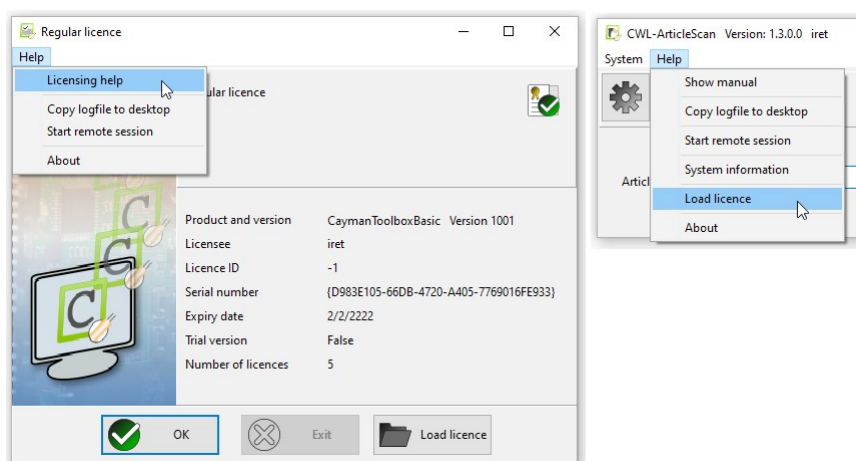 Regular licence
Help
Licensing help
ular licence
Copy logfile to desktop
Start remote session
About
C
C
C
Product and version CaymanToolboxBasic Version 1001
Licensee iret
Licence ID -1
Serial number {D983E105-66DB-4720-A405-7769016FE933}
Expiry date 2/2/2222
Trial version False
Number of licences 5
OK Exit Load licence
CWL-ArticleScan Version: 1.3.0.0 iret
System Help
Show manual
Copy logfile to desktop
Start remote session
System information
Articl
Load licence
About